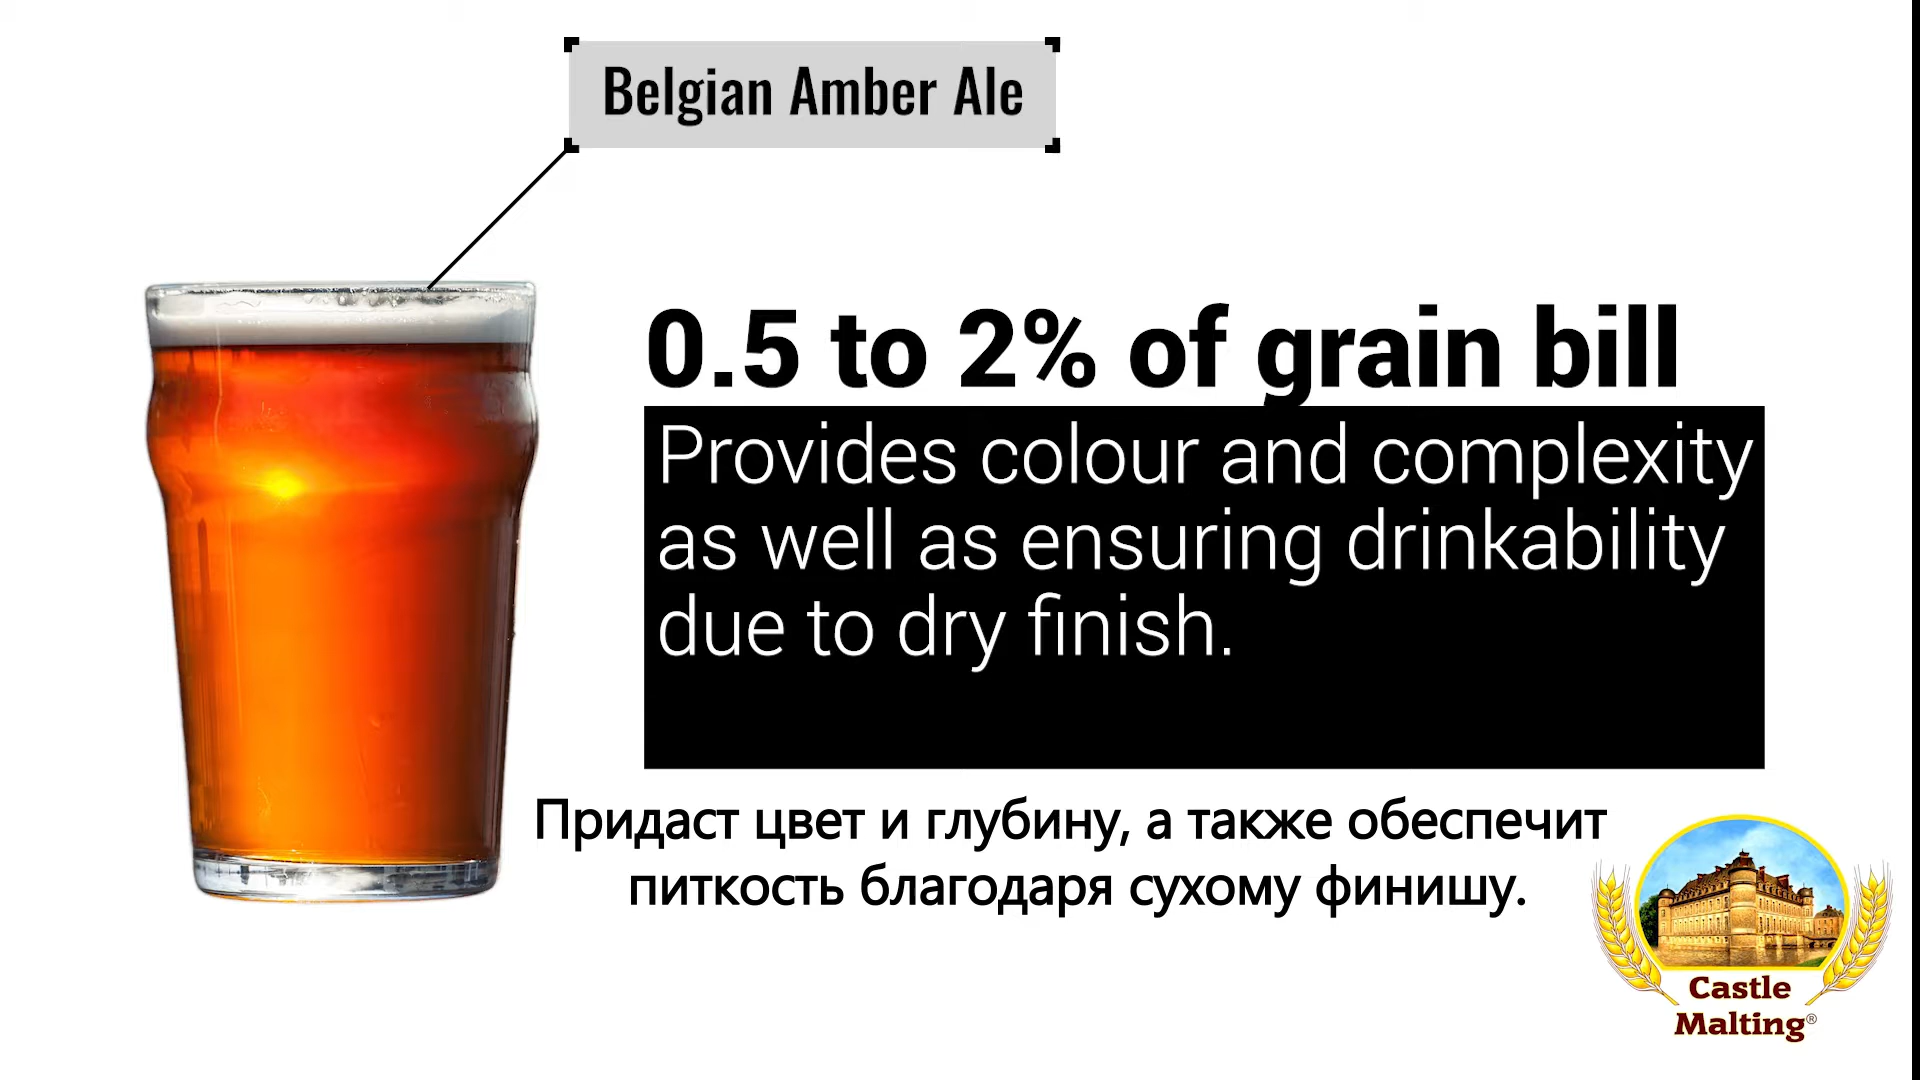 Belgian Amber Ale
0.5 to 2% of grain bill
Provides colour and complexity
as well as ensuring drinkability
due to dry finish.
Придаст цвет и глубину, а также обеспечит
питкость благодаря сухому финишу.
Castle
Malting®